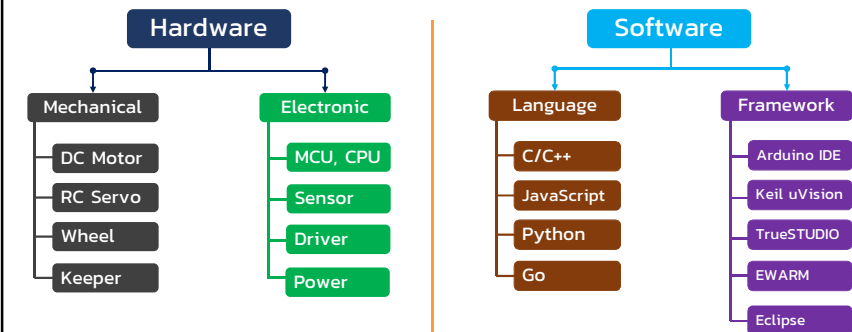 Hardware
Mechanical
DC Motor
RC Servo
Wheel
Keeper
Electronic
MCU, CPU
Sensor
Driver
Power
Software
Language
C/C++
JavaScript
Python
Go
Framework
Arduino IDE
Keil uVision
TrueSTUDIO
EWARM
Eclipse